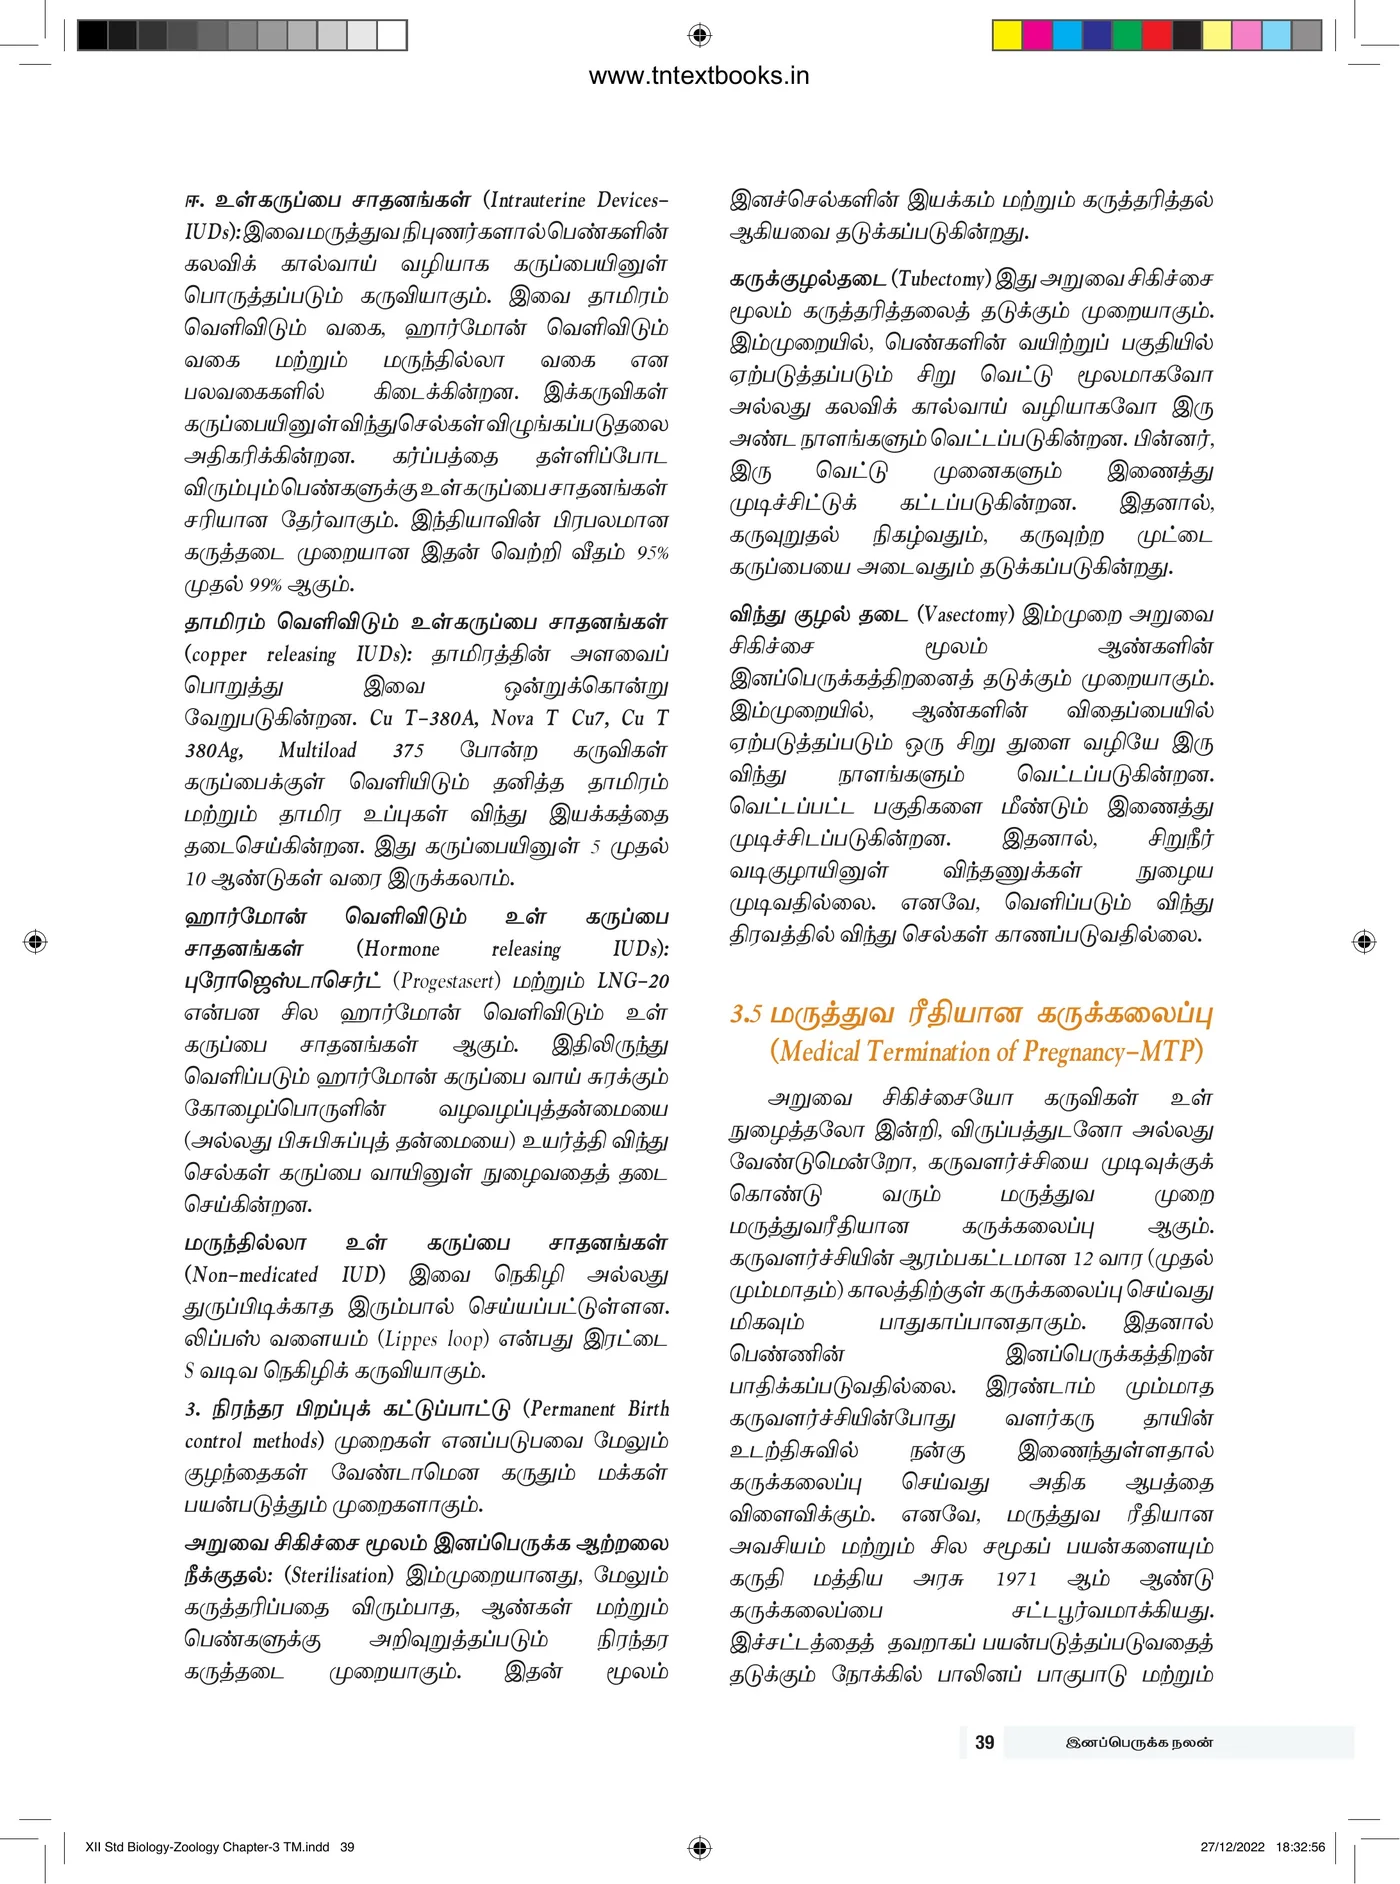 www.tntextbooks.in
ஈ. உள்கருப்பை சாதனங்கள் (Intrauterine Devices-
IUDs): இவை மருத்துவ நிபுணர்களால் பெண்களின்
கலவிக் கால்வாய் வழியாக கருப்பையினுள்
பொருத்தப்படும் கருவியாகும். இவை தாமிரம்
வெளிவிடும் வகை, ஹார்மோன் வெளிவிடும்
வகை மற்றும் மருந்தில்லா வகை என
பலவகைகளில் கிடைக்கின்றன. இக்கருவிகள்
கருப்பையினுள் விந்துசெல்கள் விழுங்கப்படுதலை
அதிகரிக்கின்றன. கர்ப்பத்தை தள்ளிப்போட
விரும்பும் பெண்களுக்கு உள்கருப்பை சாதனங்கள்
சரியான தேர்வாகும். இந்தியாவின் பிரபலமான
கருத்தடை முறையான இதன் வெற்றி வீதம் 95%
முதல் 99% ஆகும்.
தாமிரம் வெளிவிடும் உள்கருப்பை சாதனங்கள்
(copper releasing IUDs): தாமிரத்தின் அளவைப்
பொறுத்து இவை ஒன்றுக்கொன்று
வேறுபடுகின்றன. Cu T-380A, Nova T Cu7, Cu T
380Ag, Multiload 375 போன்ற கருவிகள்
கருப்பைக்குள் வெளியிடும் தனித்த தாமிரம்
மற்றும் தாமிர உப்புகள் விந்து இயக்கத்தை
தடைசெய்கின்றன. இது கருப்பையினுள் 5 முதல்
10 ஆண்டுகள் வரை இருக்கலாம்.
ஹார்மோன் வெளிவிடும் உள் கருப்பை
சாதனங்கள் (Hormone releasing IUDs):
புரோஜெஸ்டாசெர்ட் (Progestasert) மற்றும் LNG-20
என்பன சில ஹார்மோன் வெளிவிடும் உள்
கருப்பை சாதனங்கள் ஆகும். இதிலிருந்து
வெளிப்படும் ஹார்மோன் கருப்பை வாய் சுரக்கும்
கோழைப்பொருளின் வழவழப்புத்தன்மையை
(அல்லது பிசுபிசுப்புத் தன்மையை) உயர்த்தி விந்து
செல்கள் கருப்பை வாயினுள் நுழைவதைத் தடை
செய்கின்றன.
மருந்தில்லா உள் கருப்பை சாதனங்கள்
(Non-medicated IUD) இவை நெகிழி அல்லது
துருப்பிடிக்காத இரும்பால் செய்யப்பட்டுள்ளன.
லிப்பஸ் வளையம் (Lippes loop) என்பது இரட்டை
S வடிவ நெகிழிக் கருவியாகும்.
3. நிரந்தர பிறப்புக் கட்டுப்பாட்டு (Permanent Birth
control methods) முறைகள் எனப்படுபவை மேலும்
குழந்தைகள் வேண்டாமென கருதும் மக்கள்
பயன்படுத்தும் முறைகளாகும்.
அறுவை சிகிச்சை மூலம் இனப்பெருக்க ஆற்றலை
நீக்குதல்: (Sterilisation) இம்முறையானது, மேலும்
கருத்தரிப்பதை விரும்பாத, ஆண்கள் மற்றும்
பெண்களுக்கு அறிவுறுத்தப்படும் நிரந்தர
கருத்தடை முறையாகும். இதன் மூலம்
இனச்செல்களின் இயக்கம் மற்றும் கருத்தரித்தல்
ஆகியவை தடுக்கப்படுகின்றது.
கருக்குழல்தடை (Tubectomy) இது அறுவை சிகிச்சை
மூலம் கருத்தரித்தலைத் தடுக்கும் முறையாகும்.
இம்முறையில், பெண்களின் வயிற்றுப் பகுதியில்
ஏற்படுத்தப்படும் சிறு வெட்டு மூலமாகவோ
அல்லது கலவிக் கால்வாய் வழியாகவோ இரு
அண்ட நாளங்களும் வெட்டப்படுகின்றன. பின்னர்,
இரு வெட்டு முனைகளும் இணைத்து
முடிச்சிட்டுக் கட்டப்படுகின்றன. இதனால்,
கருவுறுதல் நிகழ்வதும், கருவுற்ற முட்டை
கருப்பையை அடைவதும் தடுக்கப்படுகின்றது.
விந்து குழல் தடை (Vasectomy) இம்முறை அறுவை
சிகிச்சை மூலம் ஆண்களின்
இனப்பெருக்கத்திறனைத் தடுக்கும் முறையாகும்.
இம்முறையில், ஆண்களின் விதைப்பையில்
ஏற்படுத்தப்படும் ஒரு சிறு துளை வழியே இரு
விந்து நாளங்களும் வெட்டப்படுகின்றன.
வெட்டப்பட்ட பகுதிகளை மீண்டும் இணைத்து
முடிச்சிடப்படுகின்றன. இதனால், சிறுநீர்
வடிகுழாயினுள் விந்தணுக்கள் நுழைய
முடிவதில்லை. எனவே, வெளிப்படும் விந்து
திரவத்தில் விந்து செல்கள் காணப்படுவதில்லை.
3.5 மருத்துவ ரீதியான கருக்கலைப்பு
(Medical Termination of Pregnancy-MTP)
அறுவை சிகிச்சையோ கருவிகள் உள்
நுழைத்தலோ இன்றி, விருப்பத்துடனோ அல்லது
வேண்டுமென்றோ, கருவளர்ச்சியை முடிவுக்குக்
கொண்டு வரும் மருத்துவ முறை
மருத்துவரீதியான கருக்கலைப்பு ஆகும்.
கருவளர்ச்சியின் ஆரம்பகட்டமான 12 வார (முதல்
மும்மாதம்) காலத்திற்குள் கருக்கலைப்பு செய்வது
மிகவும் பாதுகாப்பானதாகும். இதனால்
பெண்ணின் இனப்பெருக்கத்திறன்
பாதிக்கப்படுவதில்லை. இரண்டாம் மும்மாத
கருவளர்ச்சியின்போது வளர்கரு தாயின்
உடற்திசுவில் நன்கு இணைந்துள்ளதால்
கருக்கலைப்பு செய்வது அதிக ஆபத்தை
விளைவிக்கும். எனவே, மருத்துவ ரீதியான
அவசியம் மற்றும் சில சமூகப் பயன்களையும்
கருதி மத்திய அரசு 1971 ஆம் ஆண்டு
கருக்கலைப்பை சட்டபூர்வமாக்கியது.
இச்சட்டத்தைத் தவறாகப் பயன்படுத்தப்படுவதைத்
தடுக்கும் நோக்கில் பாலினப் பாகுபாடு மற்றும்
39 இனப்பெருக்க நலன்
XII Std Biology-Zoology Chapter-3 TM.indd 39 27/12/2022 18:32:56